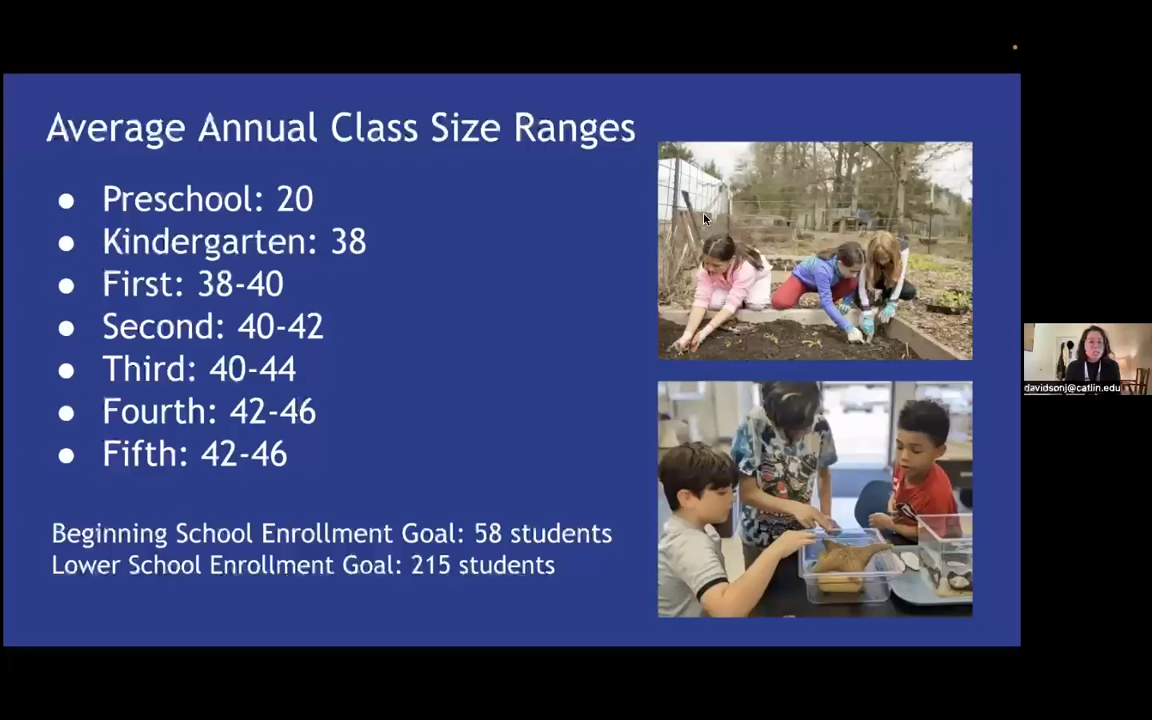 Average Annual Class Size Ranges
● Preschool: 20
● Kindergarten: 38
● First: 38-40
● Second: 40-42
● Third: 40-44
● Fourth: 42-46
● Fifth: 42-46
Beginning School Enrollment Goal: 58 students
Lower School Enrollment Goal: 215 students
davidsonj@catlin.edu